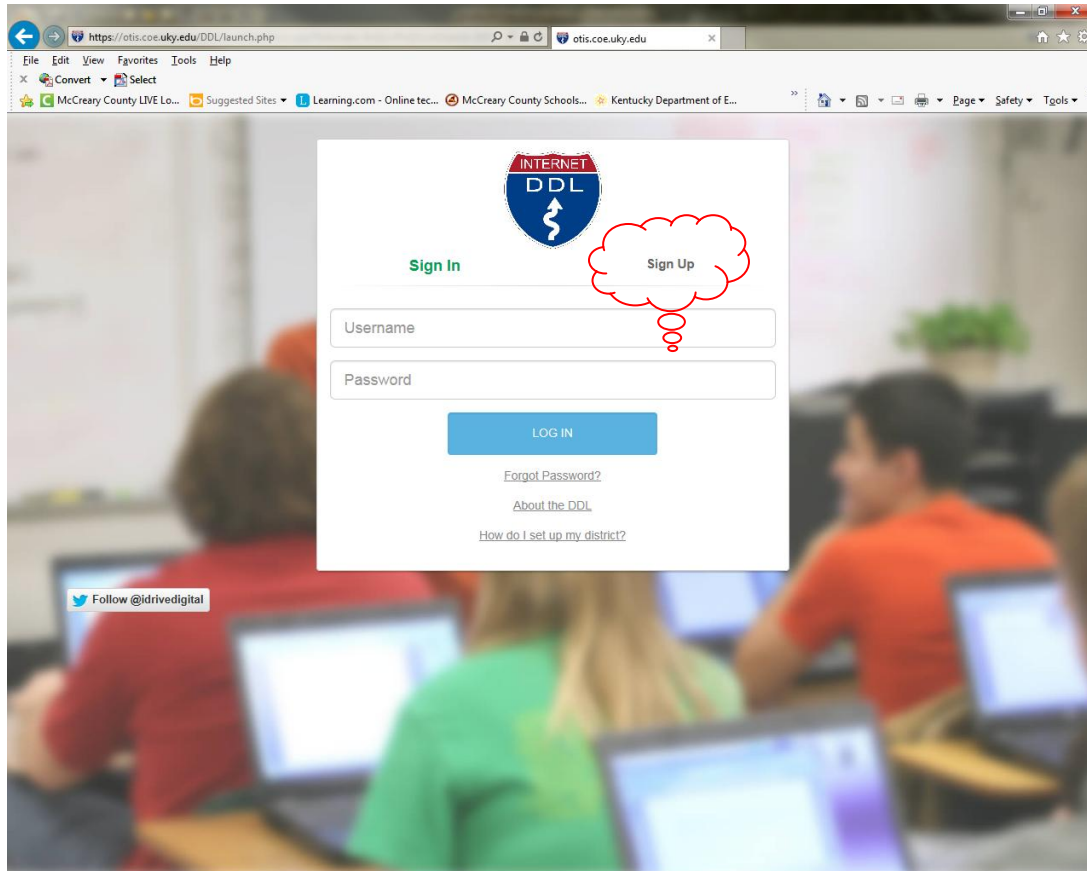 https://otis.coe.uky.edu/DDL/launch.php
otis.coe.uky.edu
File Edit View Favorites Tools Help
Convert Select
McCreary County LIVE Lo... Suggested Sites Learning.com - Online tec... McCreary County Schools... Kentucky Department of E... Page Safety Tools
INTERNET
DDL
Sign In Sign Up
Username
Password
LOG IN
Forgot Password?
About the DDL
How do I set up my district?
Follow @idrivedigital